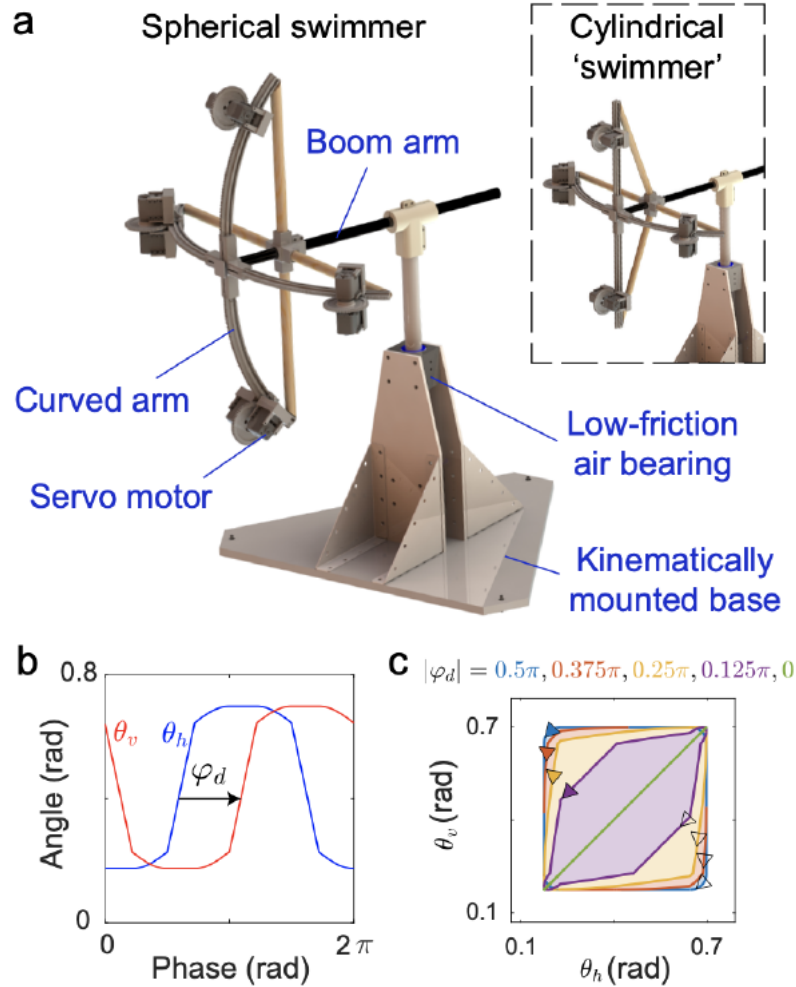 a
Spherical swimmer
Cylindrical
‘swimmer’
Boom arm
Curved arm
Servo motor
Low-friction
air bearing
Kinematically
mounted base
b
0.8
θv
θh
φd
Angle (rad)
0
0
2 π
Phase (rad)
c
|φd| = 0.5π, 0.375π, 0.25π, 0.125π, 0
0.7
θv (rad)
0.1
0.1
0.7
θh (rad)